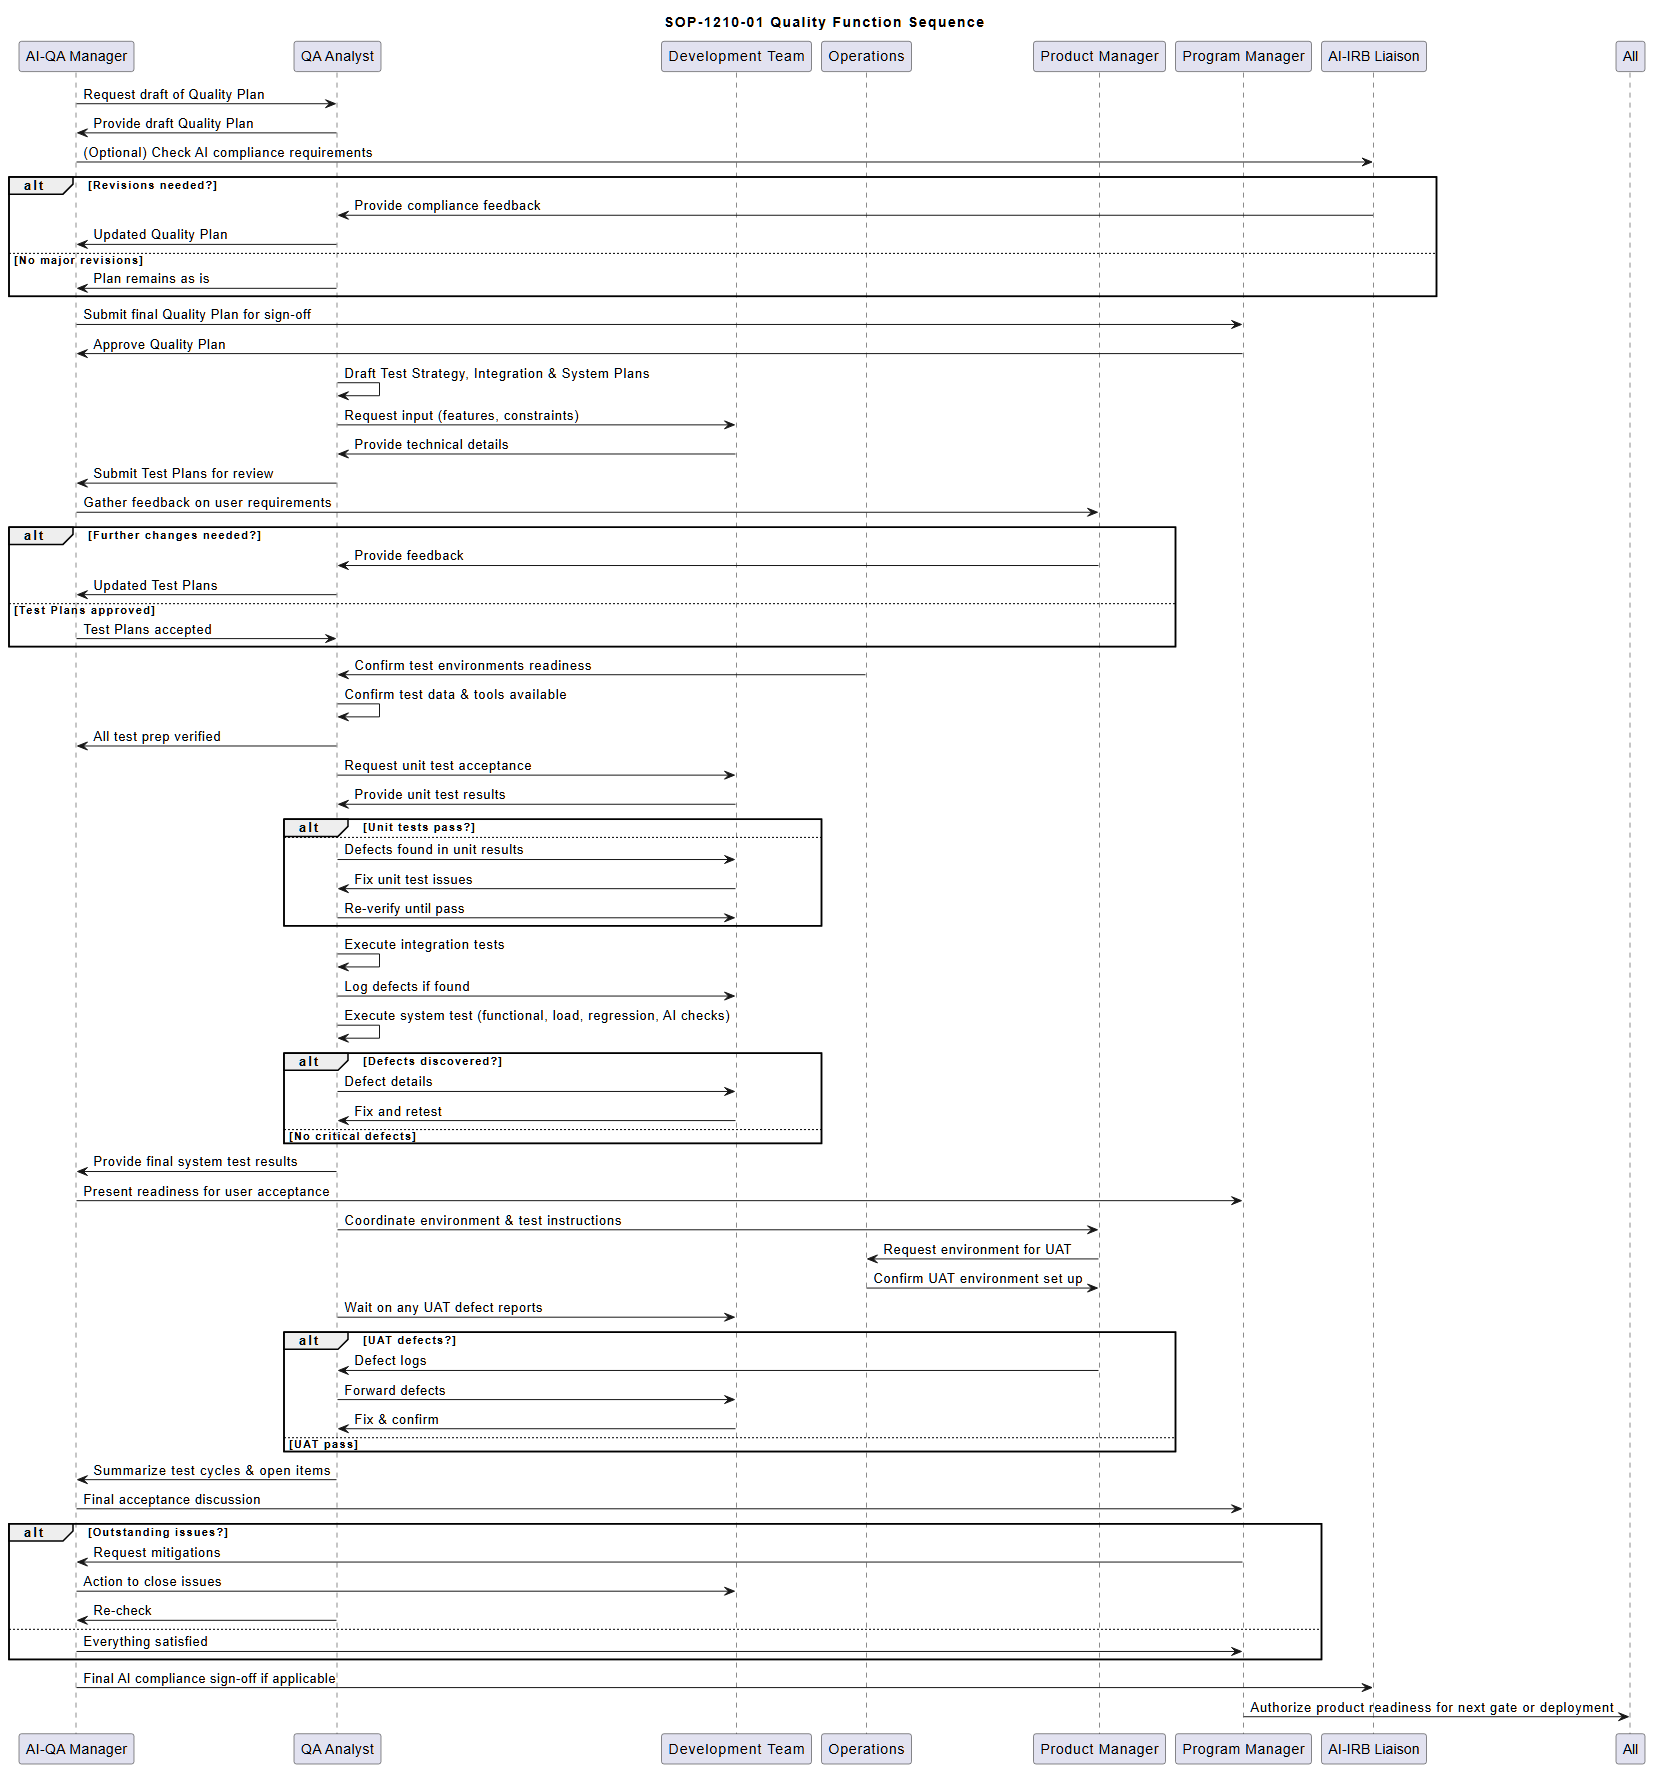 SOP-1210-01 Quality Function Sequence
AI-QA Manager QA Analyst Development Team Operations Product Manager Program Manager AI-IRB Liaison All
Request draft of Quality Plan
Provide draft Quality Plan
(Optional) Check AI compliance requirements
alt [Revisions needed?]
Provide compliance feedback
Updated Quality Plan
[No major revisions]
Plan remains as is
Submit final Quality Plan for sign-off
Approve Quality Plan
Draft Test Strategy, Integration & System Plans
Request input (features, constraints)
Provide technical details
Submit Test Plans for review
Gather feedback on user requirements
alt [Further changes needed?]
Provide feedback
Updated Test Plans
[Test Plans approved]
Test Plans accepted
Confirm test environments readiness
Confirm test data & tools available
All test prep verified
Request unit test acceptance
Provide unit test results
alt [Unit tests pass?]
Defects found in unit results
Fix unit test issues
Re-verify until pass
Execute integration tests
Log defects if found
Execute system test (functional, load, regression, AI checks)
alt [Defects discovered?]
Defect details
Fix and retest
[No critical defects]
Provide final system test results
Present readiness for user acceptance
Coordinate environment & test instructions
Request environment for UAT
Confirm UAT environment set up
Wait on any UAT defect reports
alt [UAT defects?]
Defect logs
Forward defects
Fix & confirm
[UAT pass]
Summarize test cycles & open items
Final acceptance discussion
alt [Outstanding issues?]
Request mitigations
Action to close issues
Re-check
Everything satisfied
Final AI compliance sign-off if applicable
Authorize product readiness for next gate or deployment
AI-QA Manager QA Analyst Development Team Operations Product Manager Program Manager AI-IRB Liaison All